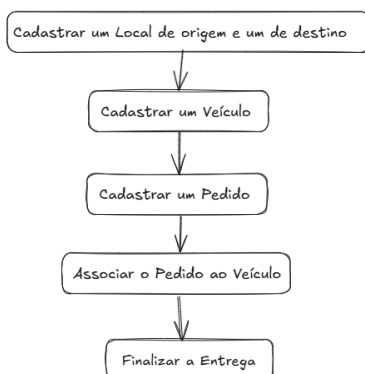 Cadastrar um Local de origem e um de destino
Cadastrar um Veículo
Cadastrar um Pedido
Associar o Pedido ao Veículo
Finalizar a Entrega